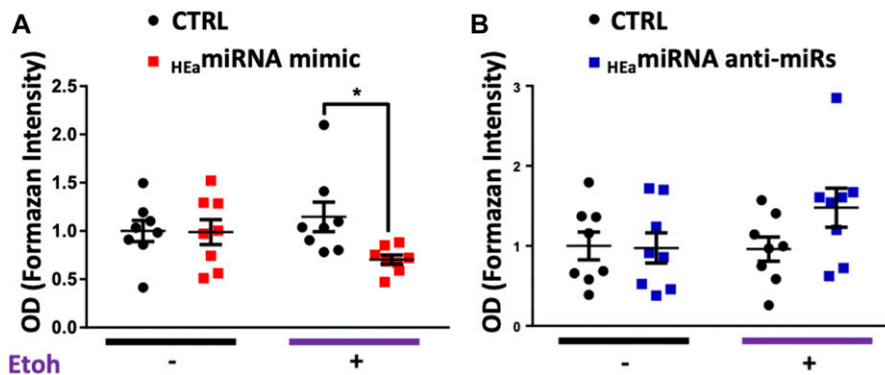 A
CTRL
HEamiRNA mimic
OD (Formazan Intensity)
2.5
2.0
1.5
1.0
0.5
0.0
*
Etoh - +
B
CTRL
HEamiRNA anti-miRs
OD (Formazan Intensity)
3
2
1
0
- +